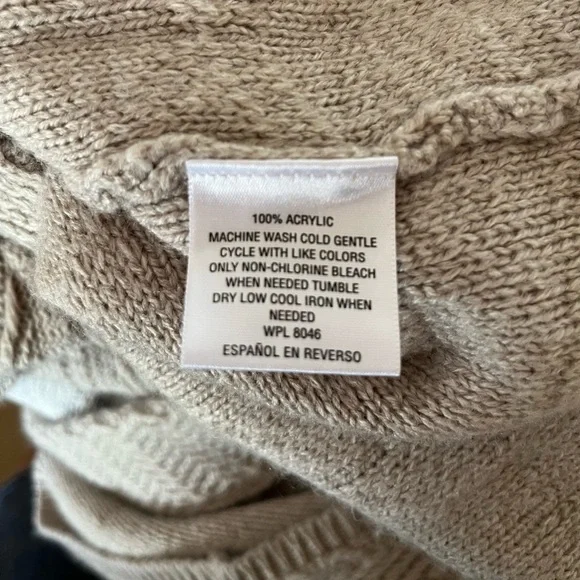 100% ACRYLIC
MACHINE WASH COLD GENTLE
CYCLE WITH LIKE COLORS
ONLY NON-CHLORINE BLEACH
WHEN NEEDED TUMBLE
DRY LOW COOL IRON WHEN
NEEDED
WPL 8046
ESPAÑOL EN REVERSO